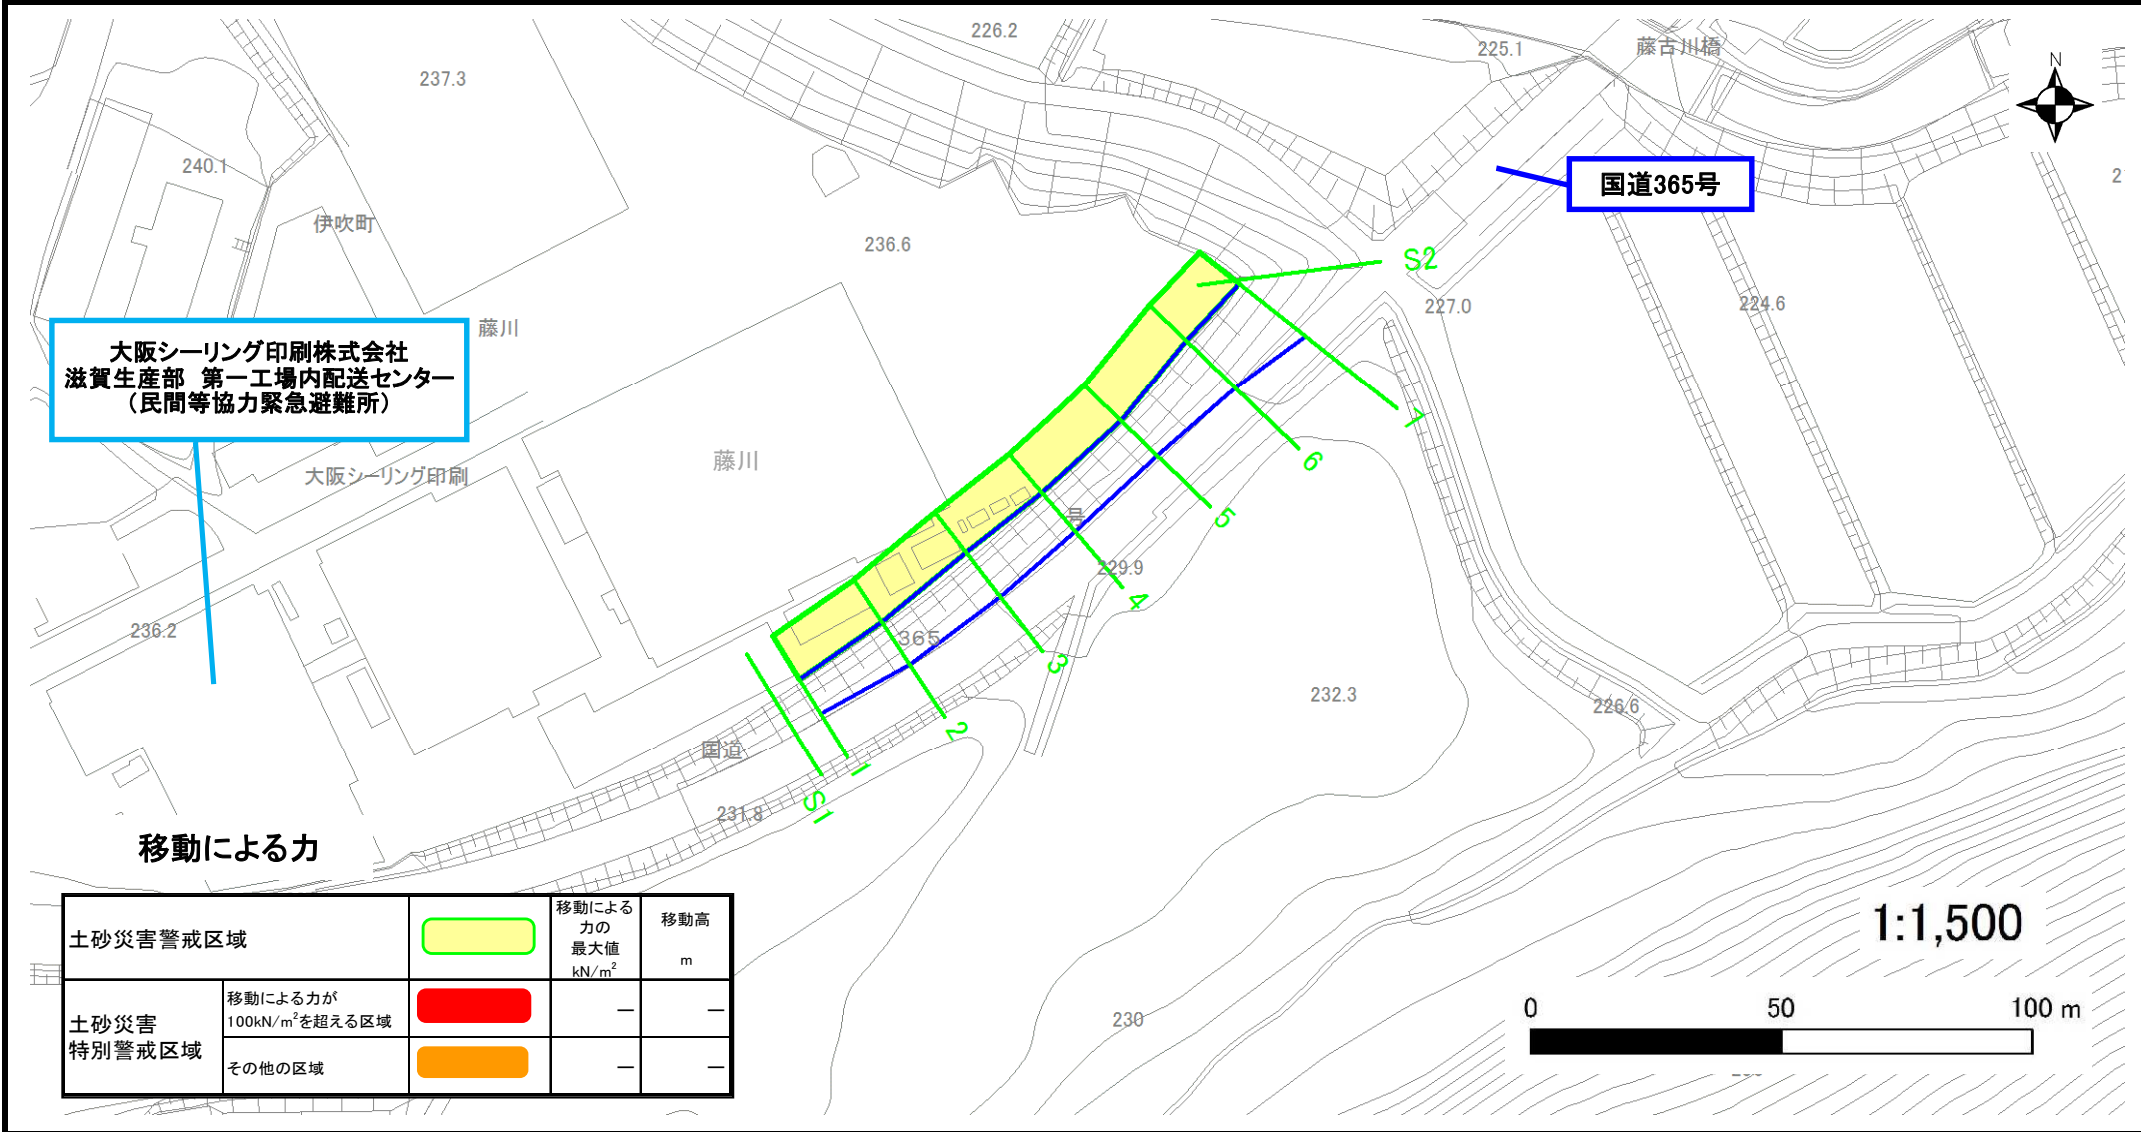 226.2
225.1
藤古川橋
N
237.3
240.1
国道365号
2
伊吹町
236.6
S2
227.0
224.6
藤川
大阪シーリング印刷株式会社
滋賀生産部 第一工場内配送センター
（民間等協力緊急避難所）
7
藤川
6
大阪シーリング印刷
5
号
229.9
4
236.2
365
3
232.3
226.6
2
国道
1
S1
231.8
移動による力
土砂災害警戒区域
移動による
力の
最大値
kN/m²
移動高
m
土砂災害
特別警戒区域
移動による力が
100kN/m²を超える区域
－
－
その他の区域
－
－
230
1:1,500
0 50 100 m